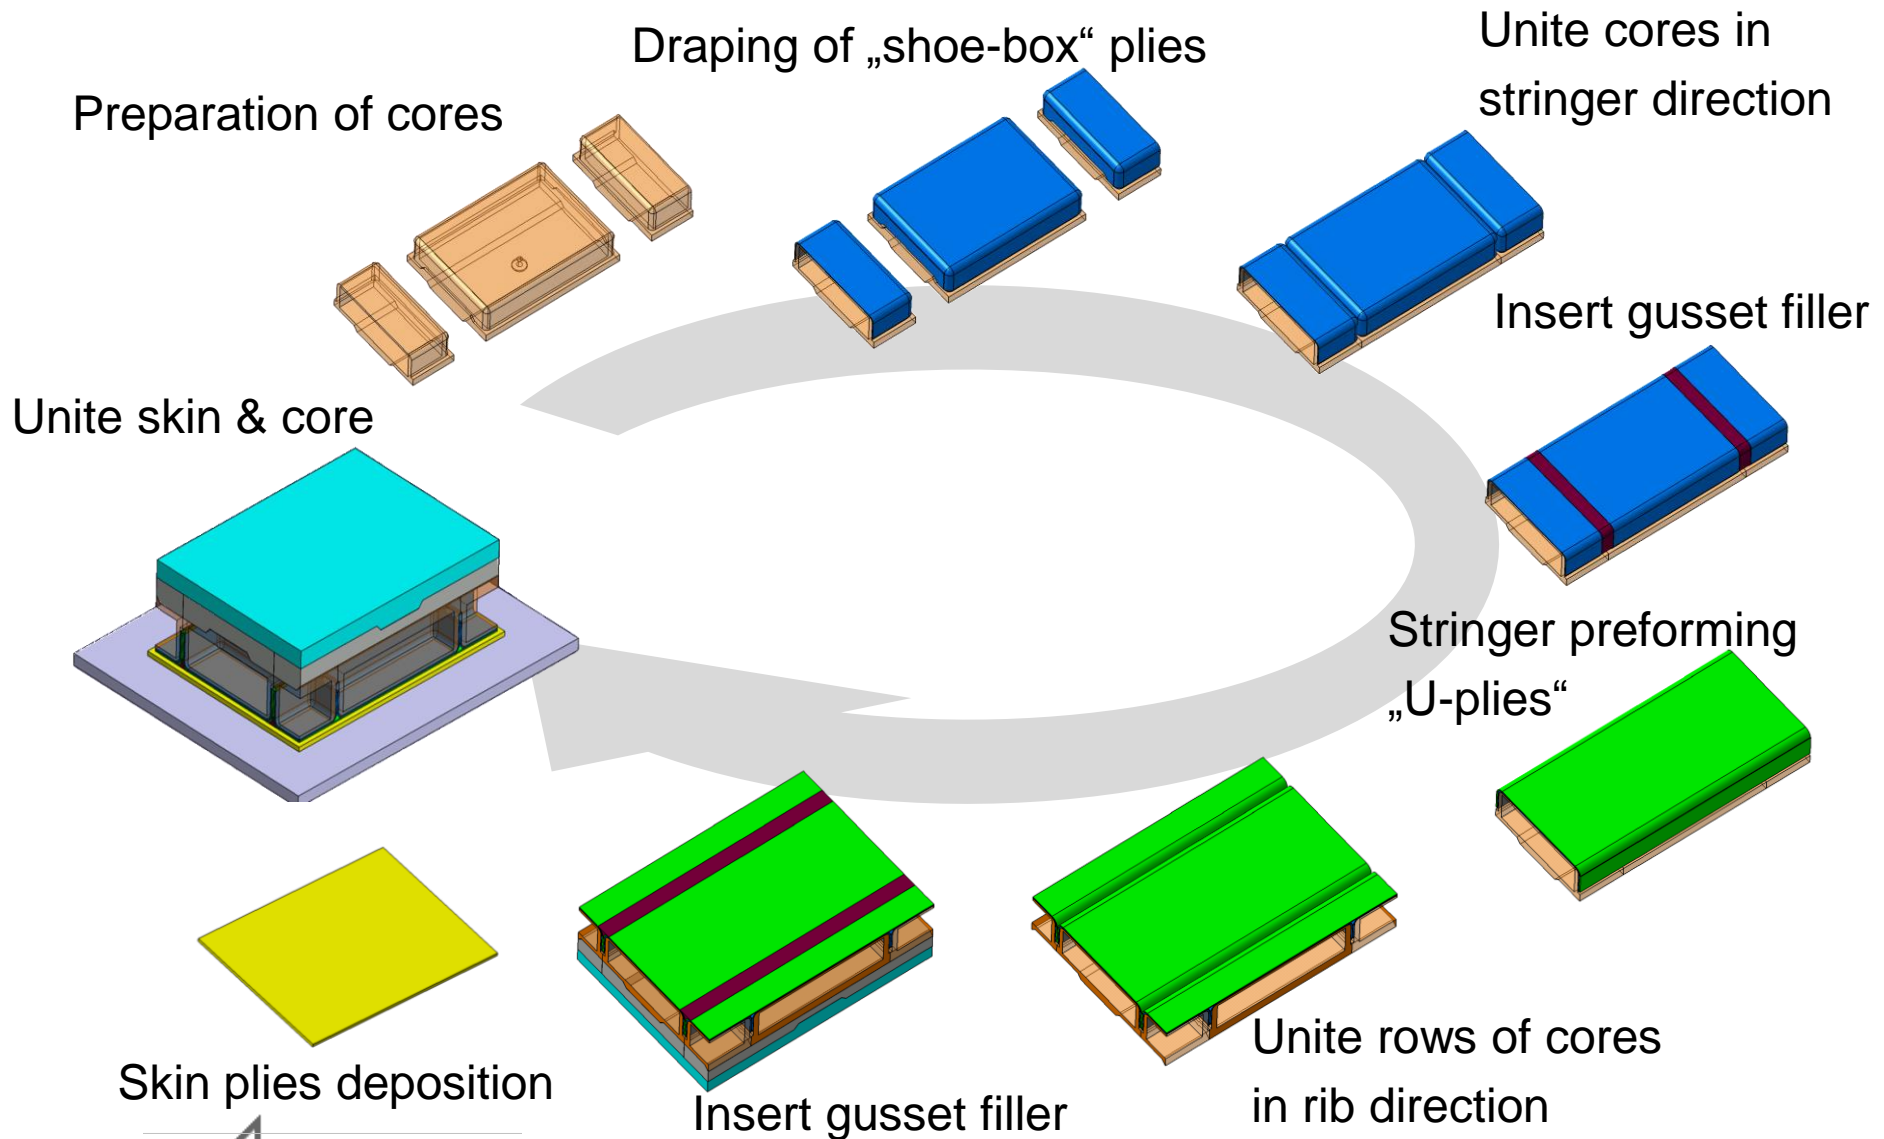 Preparation of cores
Draping of „shoe-box“ plies
Unite cores in
stringer direction
Insert gusset filler
Stringer preforming
„U-plies“
Unite rows of cores
in rib direction
Insert gusset filler
Skin plies deposition
Unite skin & core